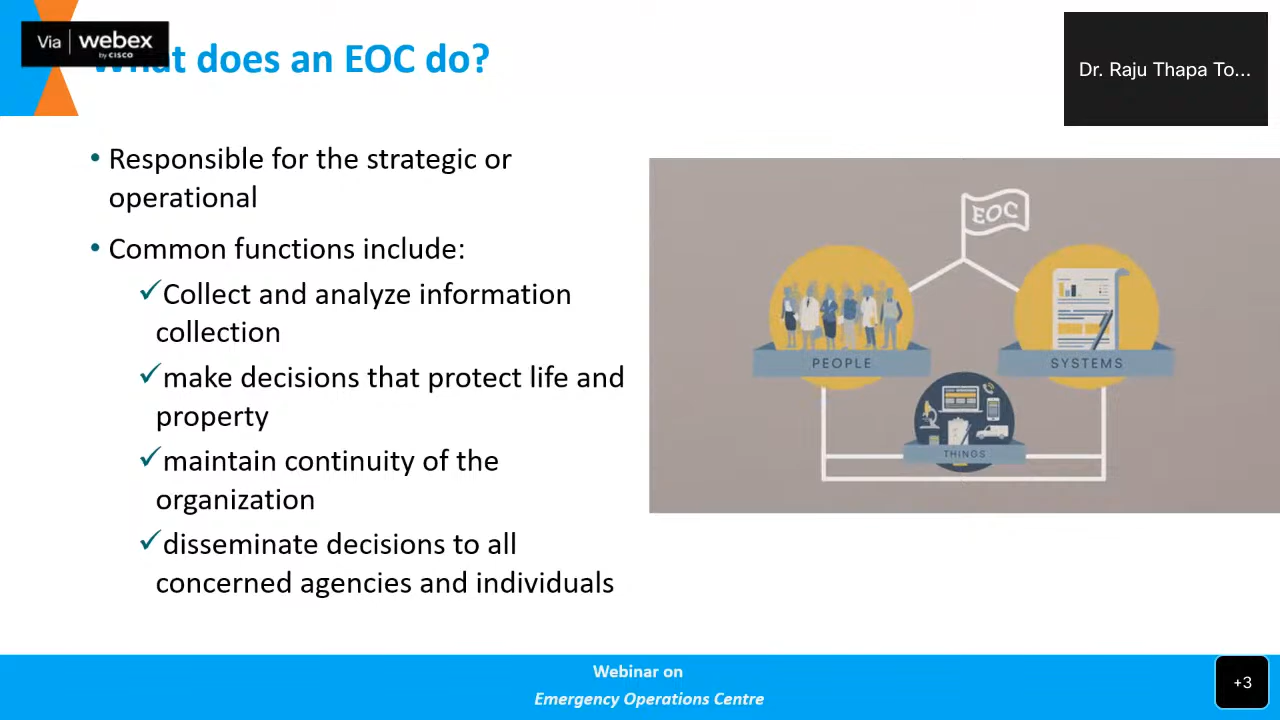 Via webex
by CISCO
t does an EOC do?
Dr. Raju Thapa To...
• Responsible for the strategic or
operational
• Common functions include:
✓Collect and analyze information
collection
✓make decisions that protect life and
property
✓maintain continuity of the
organization
✓disseminate decisions to all
concerned agencies and individuals
EOC
PEOPLE
SYSTEMS
THINGS
Webinar on
Emergency Operations Centre
+3